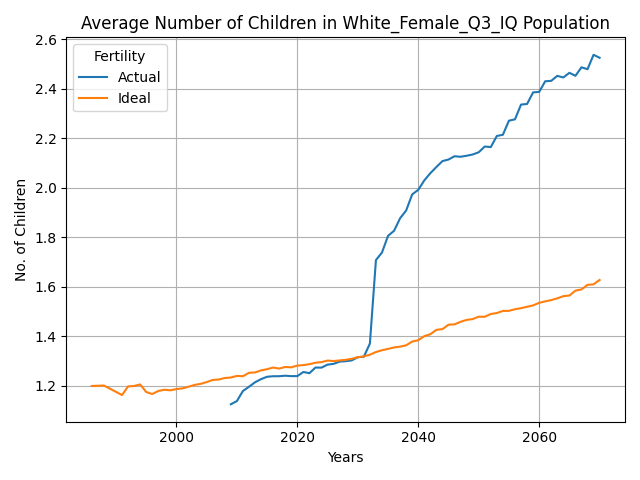 Average Number of Children in White_Female_Q3_IQ Population
Fertility
Actual
Ideal
No. of Children
2.6
2.4
2.2
2.0
1.8
1.6
1.4
1.2
2000
2020
2040
2060
Years